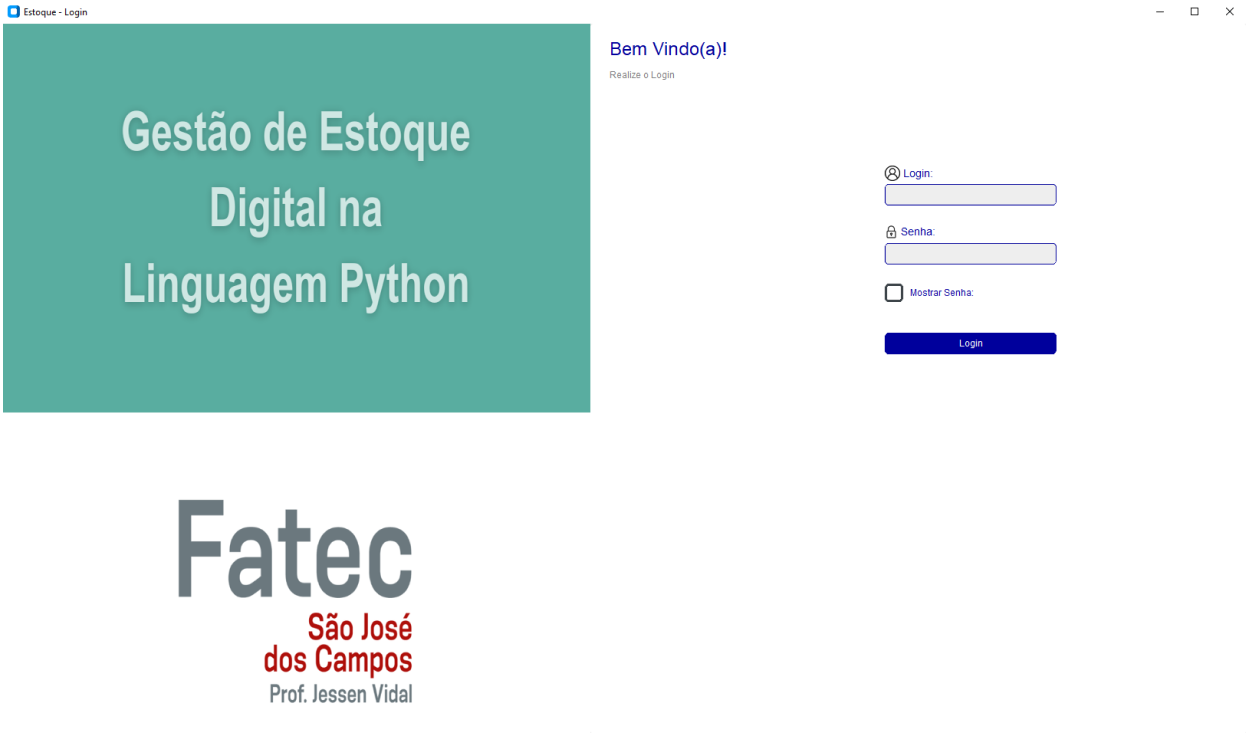 Estoque - Login
Gestão de Estoque
Digital na
Linguagem Python
Fatec
São José
dos Campos
Prof. Jessen Vidal
Bem Vindo(a)!
Realize o Login
Login:
Senha:
Mostrar Senha:
Login